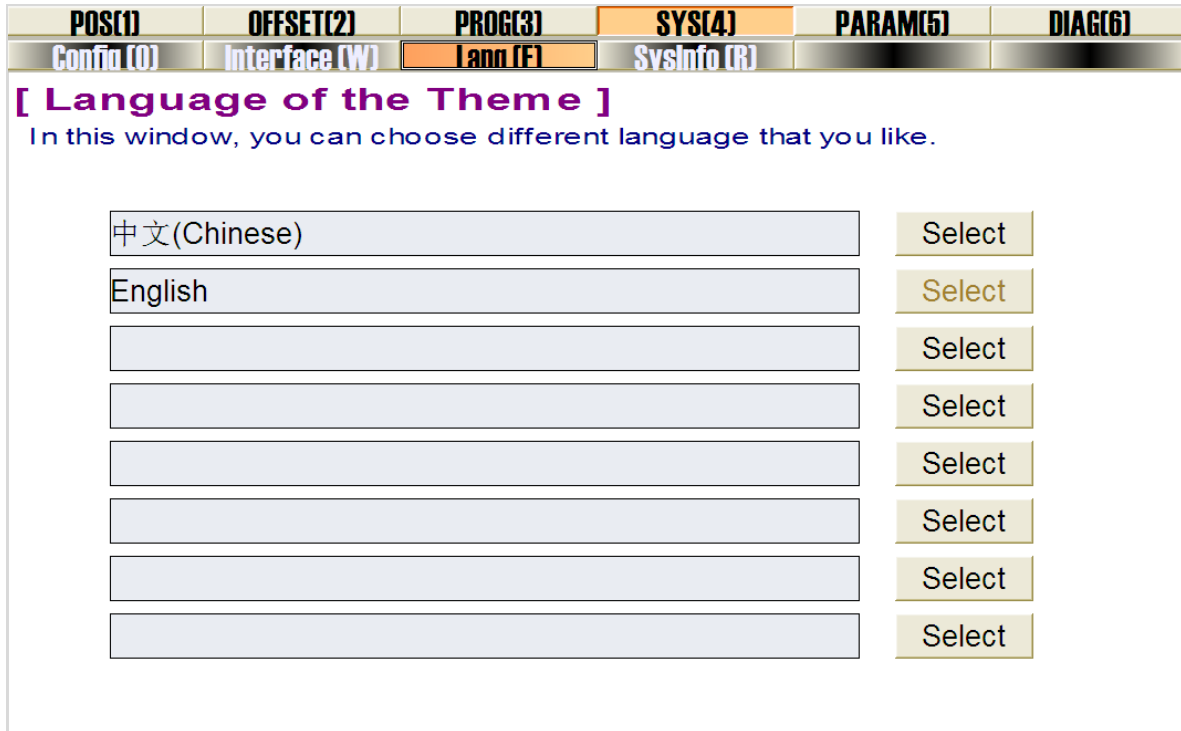 POS(1) OFFSET(2) PROG(3) SYS(4) PARAM(5) DIAG(6)
Config (O) Interface (W) Lang (F) SysInfo (R)
[ Language of the Theme ]
In this window, you can choose different language that you like.
中文(Chinese) Select
English Select
Select
Select
Select
Select
Select
Select